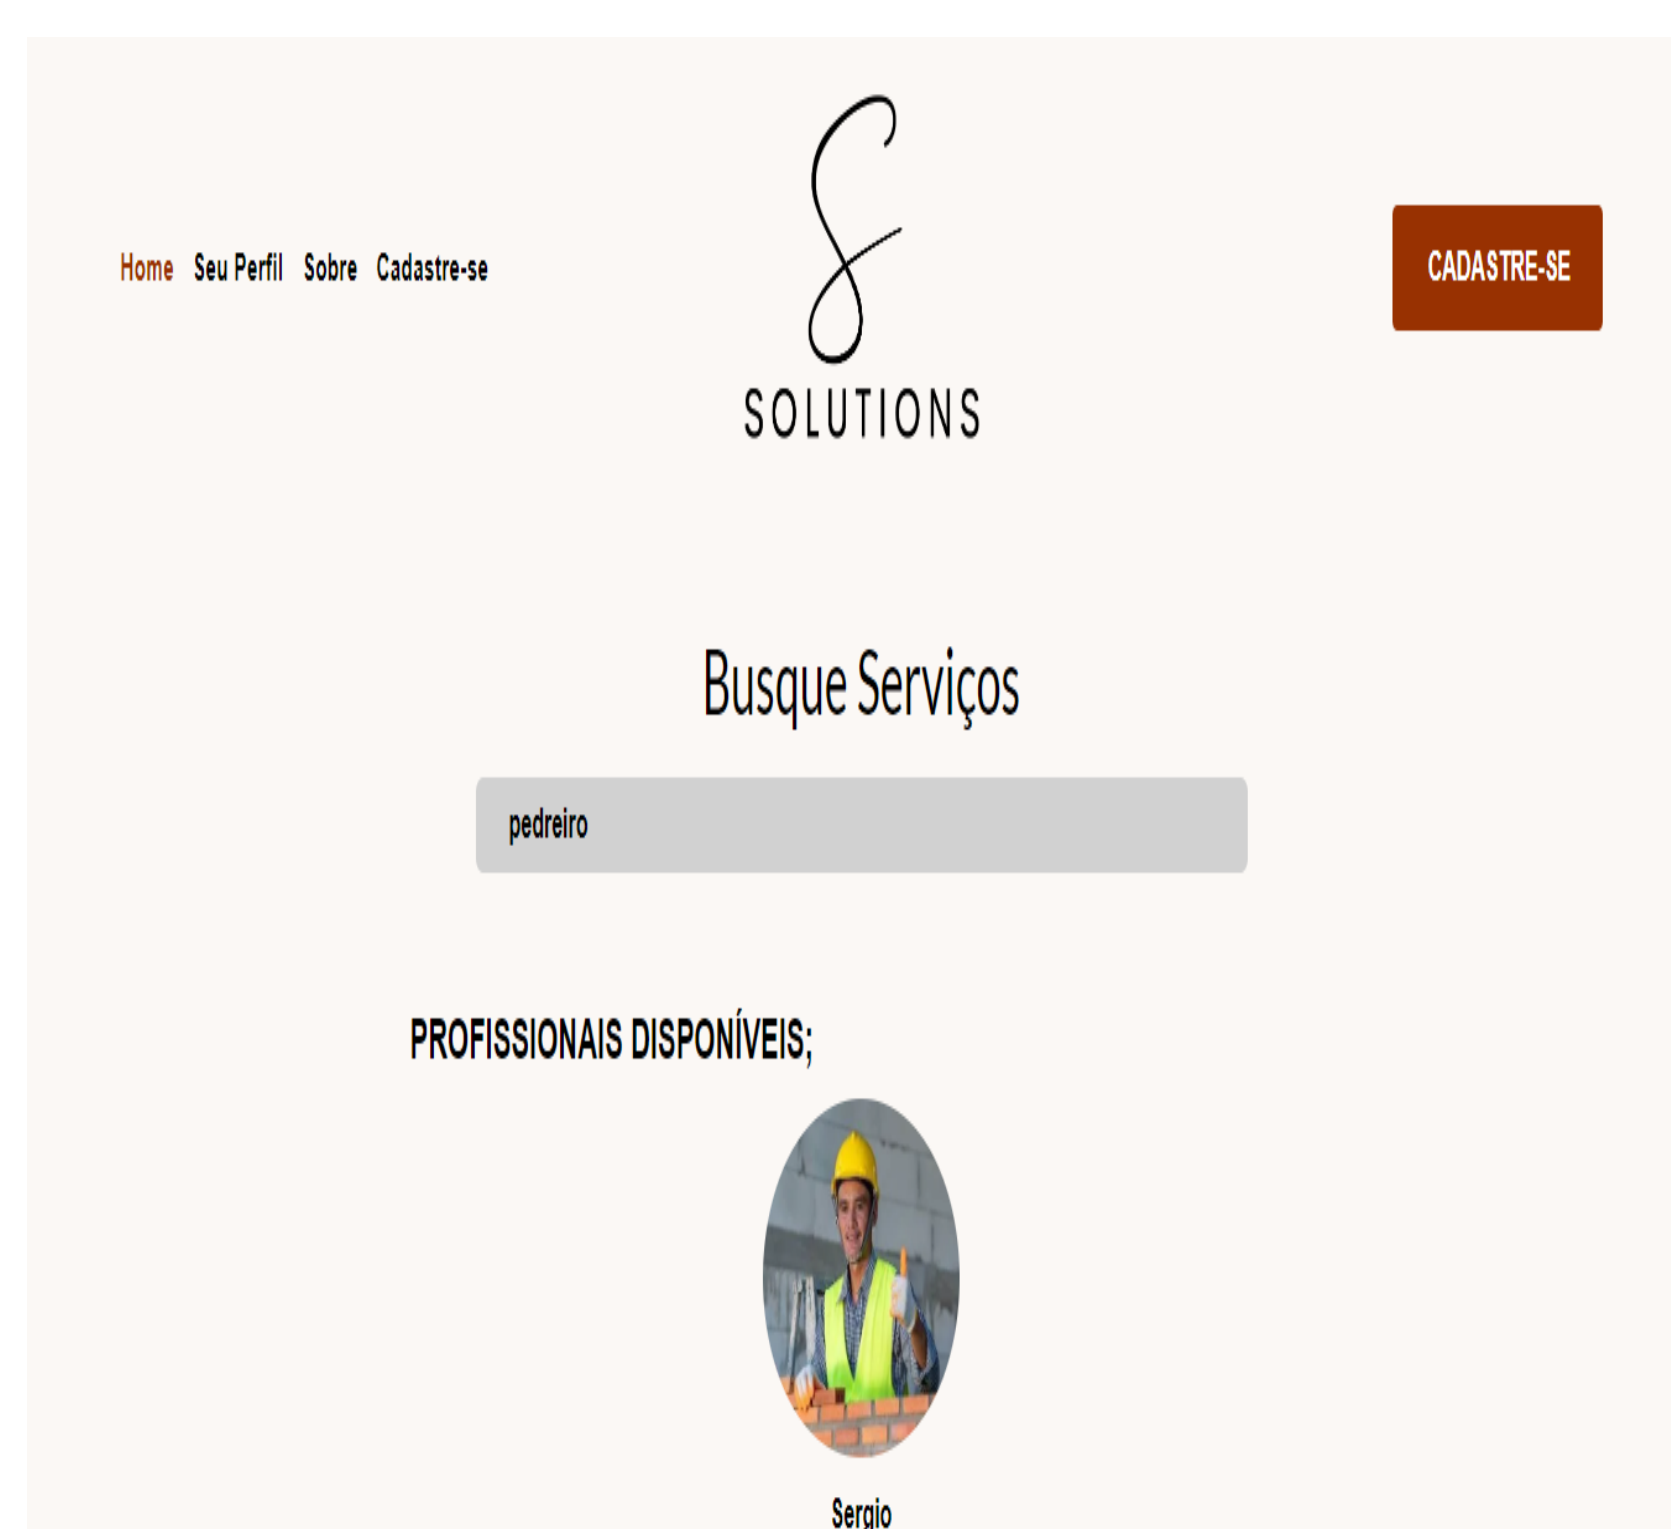 Home Seu Perfil Sobre Cadastre-se
SOLUTIONS
CADASTRE-SE
Busque Serviços
pedreiro
PROFISSIONAIS DISPONÍVEIS;
Sergio